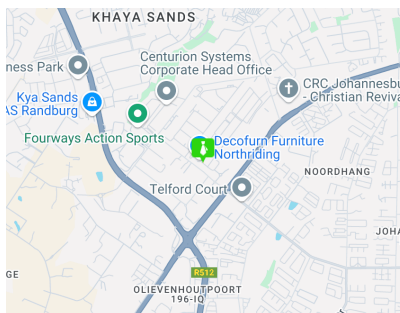 KHAYA SANDS
Centurion Systems
Corporate Head Office
ness Park
CRC Johannesbu
- Christian Reviva
Kya Sands
AS Randburg
Fourways Action Sports
Decofurn Furniture
Northriding
NOORDHANG
Telford Court
JOHA
GE
R512
OLIEVENHOUTPOORT
196-IQ